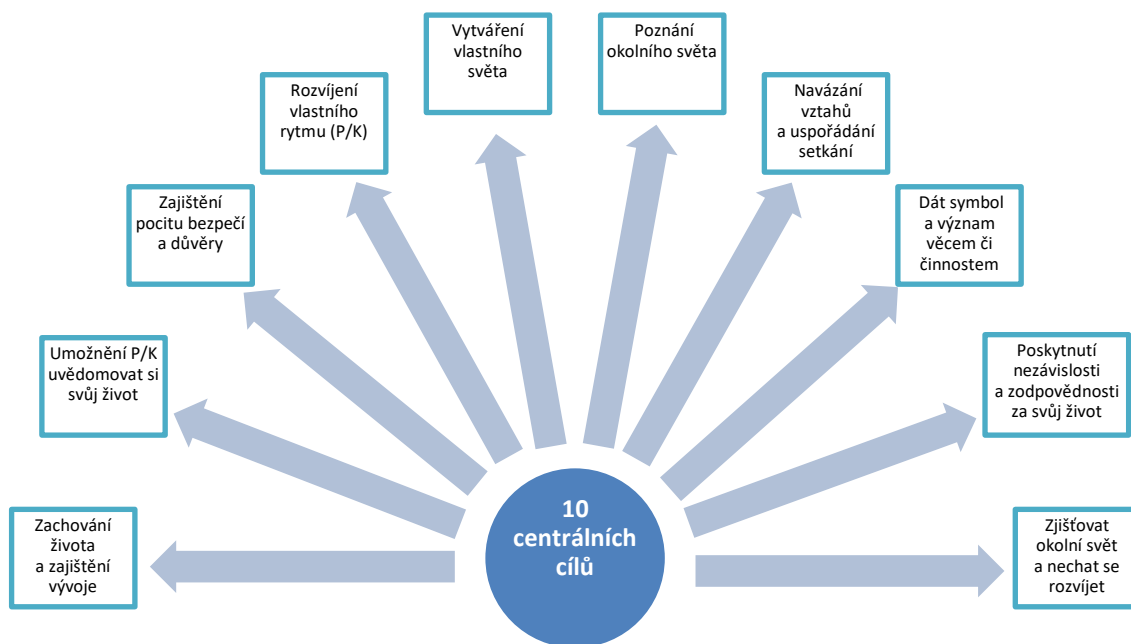 Vytváření
vlastního
světa
Poznání
okolního světa
Rozvíjení
vlastního
rytmu (P/K)
Navázání
vztahů
a uspořádání
setkání
Zajištění
pocitu bezpečí
a důvěry
Dát symbol
a význam
věcem či
činnostem
Umožnění P/K
uvědomovat si
svůj život
Poskytnutí
nezávislosti
a zodpovědnosti
za svůj život
Zachování
života
a zajištění
vývoje
10
centrálních
cílů
Zjišťovat
okolní svět
a nechat se
rozvíjet